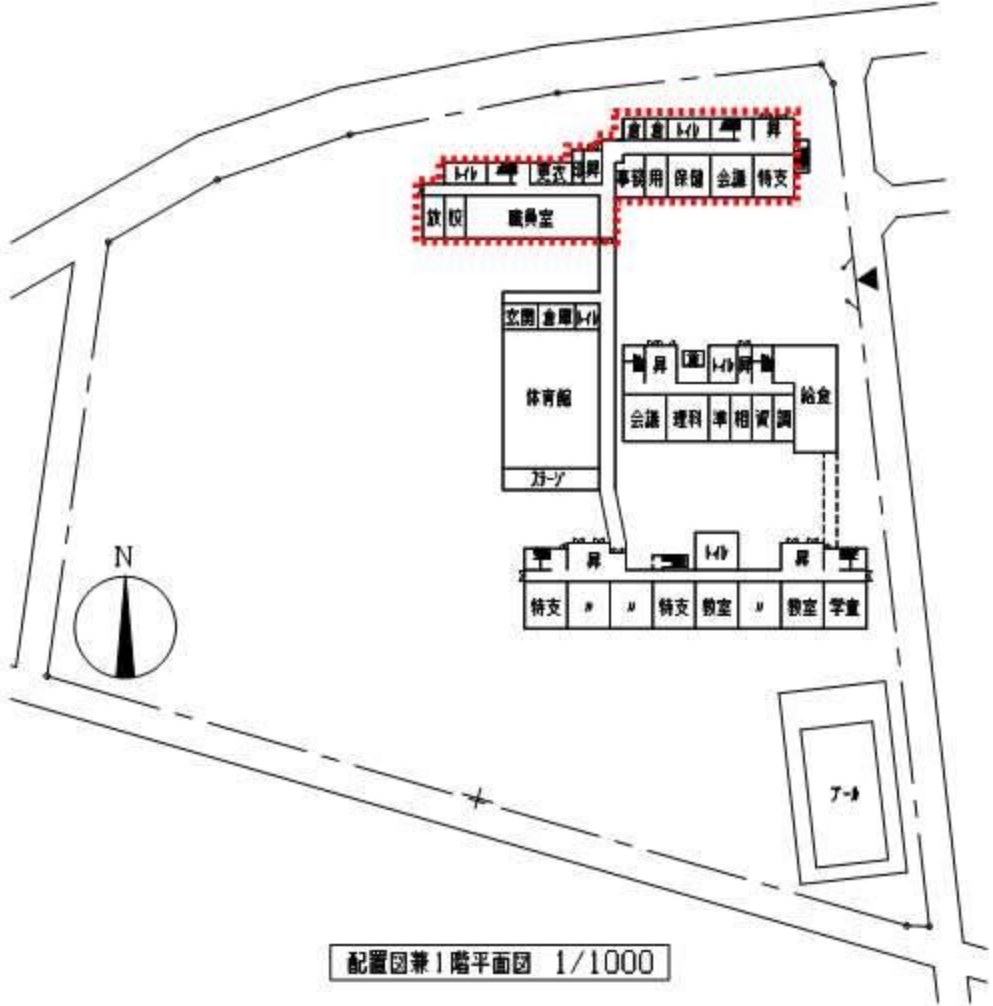 倉 倉 トイレ 昇
トイレ 更衣 昇
事務 用 保健 会議 特支
放 校 職員室
玄関 倉庫 トイレ
昇 倉 トイレ 昇
体育館
給食
会議 理科 準 相 資 調
ステージ
昇 トイレ 昇
N
特支 〃 〃 特支 教室 〃 教室 学童
プール
配置図兼1階平面図 1/1000